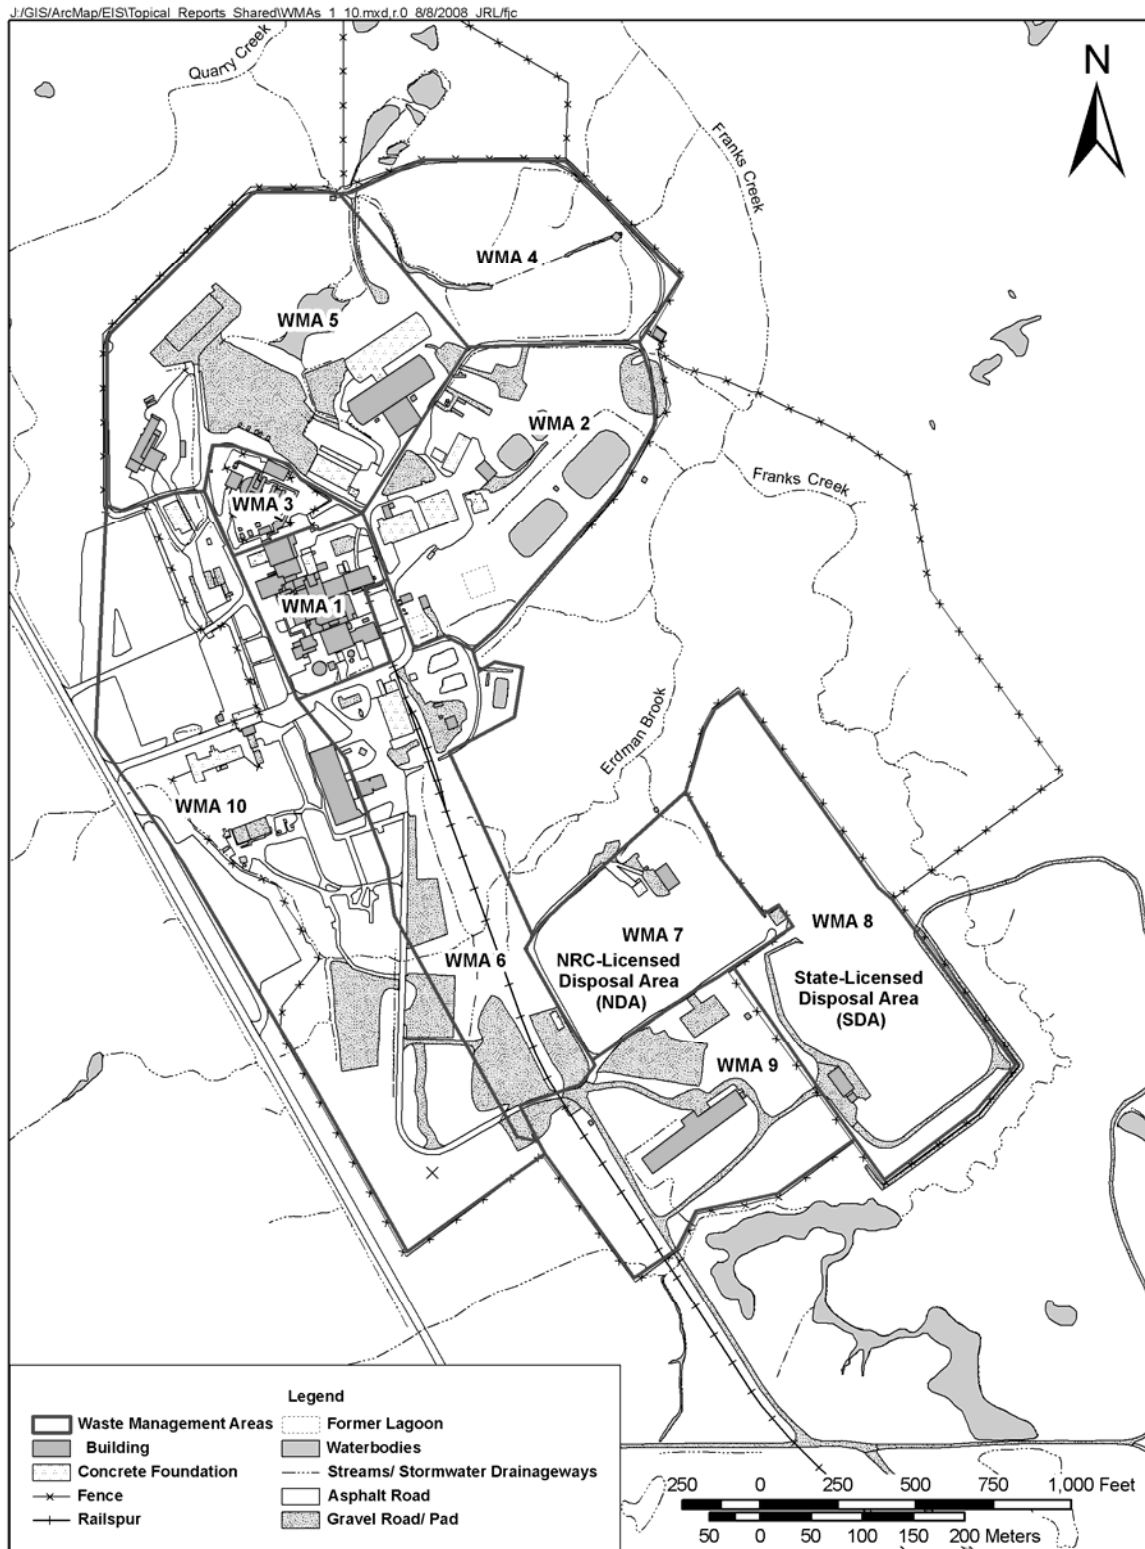 J:/GIS/ArcMap/EIS\Topical_Reports_Shared\WMAs_1_10.mxd,r.0 8/8/2008 JRL/fjc
Quarry Creek
N
Franks Creek
WMA 4
WMA 5
WMA 2
Franks Creek
WMA 3
WMA 1
Erdman Brook
WMA 10
WMA 8
WMA 7
NRC-Licensed
Disposal Area
(NDA)
WMA 6
State-Licensed
Disposal Area
(SDA)
WMA 9
Legend
Waste Management Areas
Former Lagoon
Building
Waterbodies
Concrete Foundation
Streams/ Stormwater Drainageways
Fence
Asphalt Road
Railspur
Gravel Road/ Pad
250 0 250 500 750 1,000 Feet
50 0 50 100 150 200 Meters